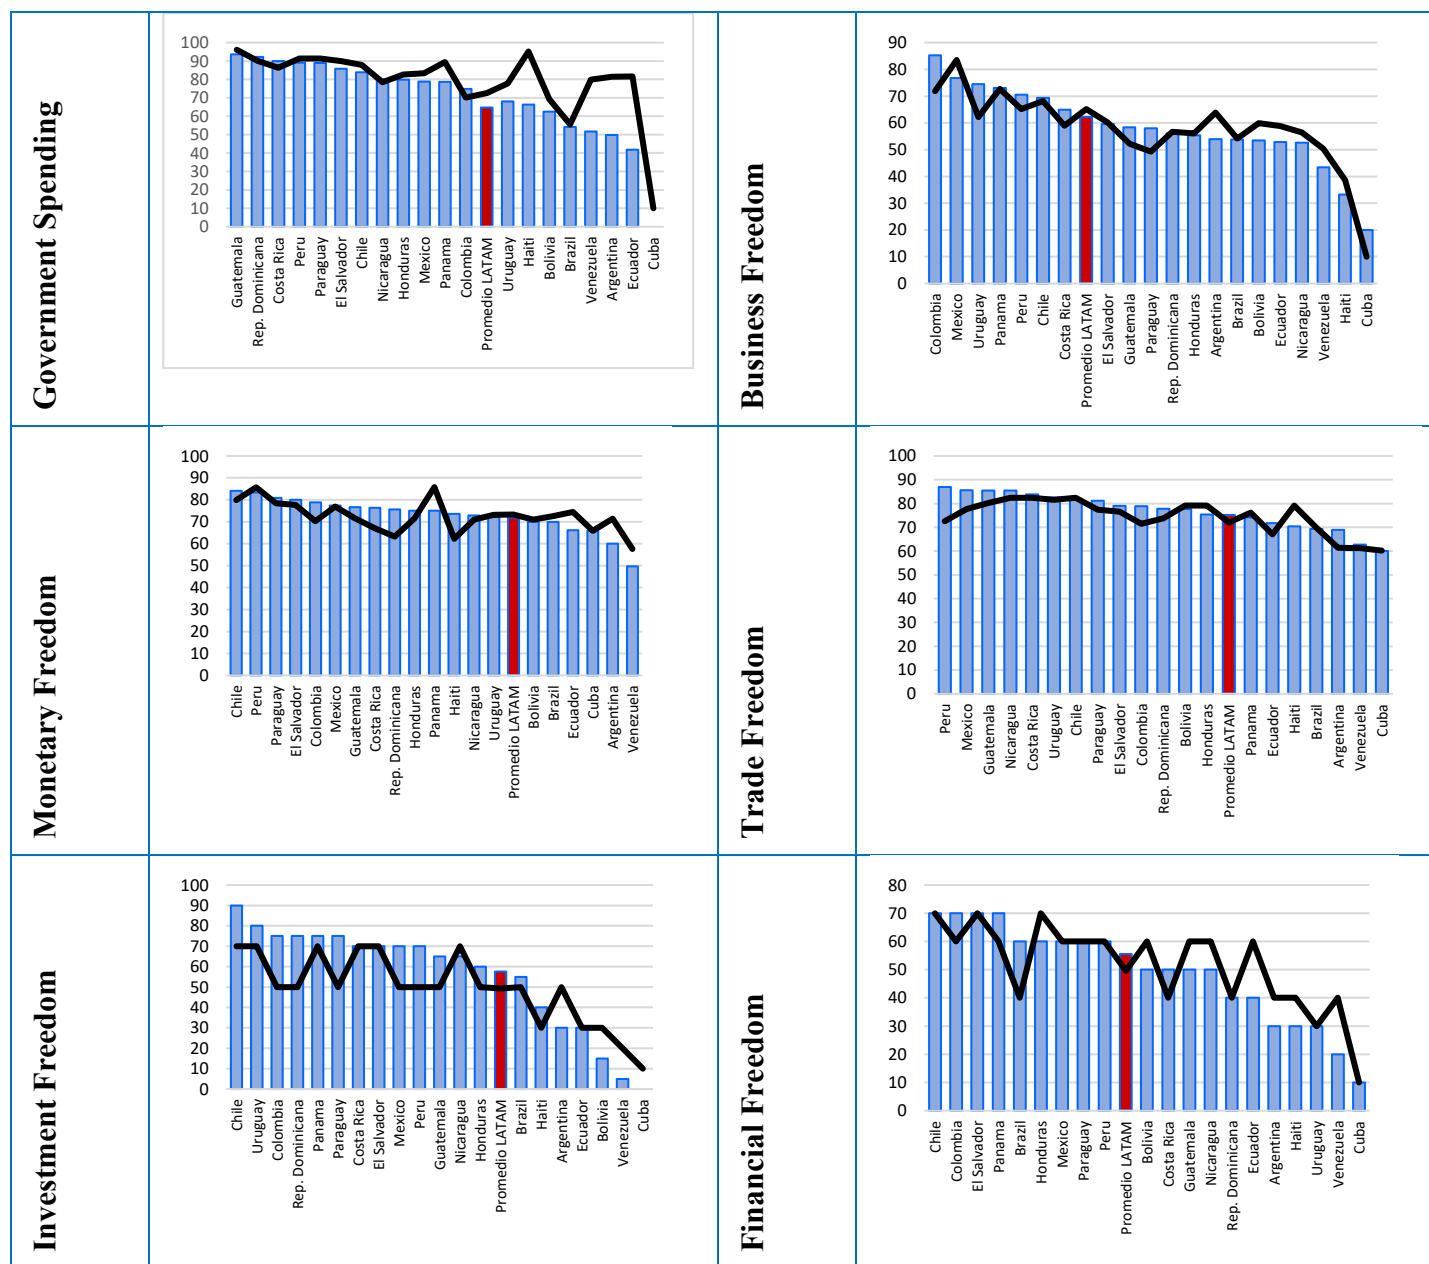 Government Spending
100
90
80
70
60
50
40
30
20
10
0
Guatemala
Rep. Dominicana
Costa Rica
Peru
Paraguay
El Salvador
Chile
Nicaragua
Honduras
Mexico
Panama
Colombia
Promedio LATAM
Uruguay
Haiti
Bolivia
Brazil
Venezuela
Argentina
Ecuador
Cuba
Business Freedom
90
80
70
60
50
40
30
20
10
0
Colombia
Mexico
Uruguay
Panama
Peru
Chile
Costa Rica
Promedio LATAM
El Salvador
Guatemala
Paraguay
Rep. Dominicana
Honduras
Argentina
Brazil
Bolivia
Ecuador
Nicaragua
Venezuela
Haiti
Cuba
Monetary Freedom
100
90
80
70
60
50
40
30
20
10
0
Chile
Peru
Paraguay
El Salvador
Colombia
Mexico
Guatemala
Costa Rica
Rep. Dominicana
Honduras
Panama
Haiti
Nicaragua
Uruguay
Promedio LATAM
Bolivia
Brazil
Ecuador
Cuba
Argentina
Venezuela
Trade Freedom
100
90
80
70
60
50
40
30
20
10
0
Peru
Mexico
Guatemala
Nicaragua
Costa Rica
Uruguay
Chile
Paraguay
El Salvador
Colombia
Rep. Dominicana
Bolivia
Honduras
Promedio LATAM
Panama
Ecuador
Haiti
Brazil
Argentina
Venezuela
Cuba
Investment Freedom
100
90
80
70
60
50
40
30
20
10
0
Chile
Uruguay
Colombia
Rep. Dominicana
Panama
Paraguay
Costa Rica
El Salvador
Mexico
Peru
Guatemala
Nicaragua
Honduras
Promedio LATAM
Brazil
Haiti
Argentina
Ecuador
Bolivia
Venezuela
Cuba
Financial Freedom
80
70
60
50
40
30
20
10
0
Chile
Colombia
El Salvador
Panama
Brazil
Honduras
Mexico
Paraguay
Peru
Promedio LATAM
Bolivia
Costa Rica
Guatemala
Nicaragua
Rep. Dominicana
Ecuador
Argentina
Haiti
Uruguay
Venezuela
Cuba